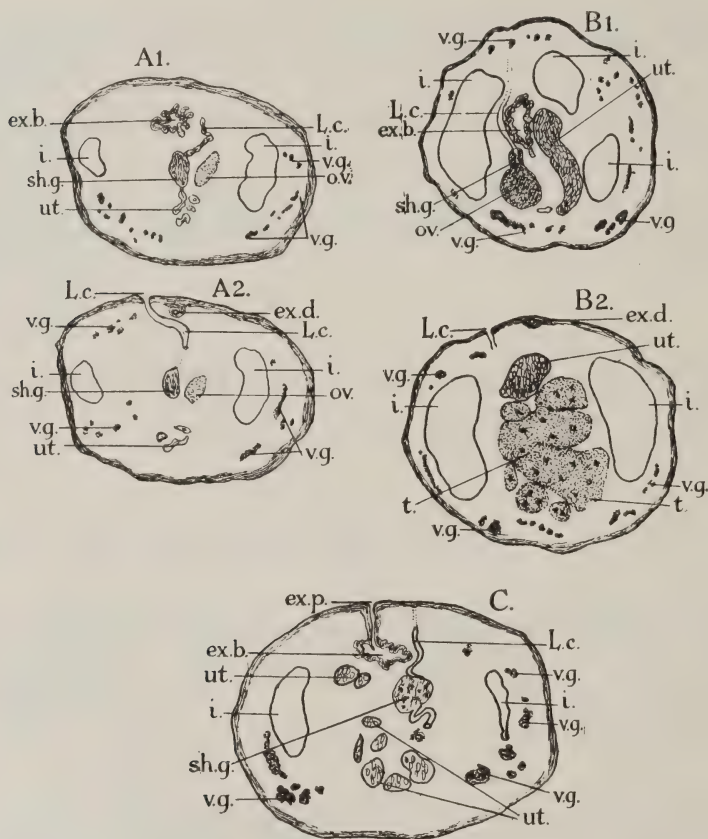 A1.
ex.b.
L.c.
i.
i.
v.g.
sh.g.
ov.
ut.
v.g.
B1.
v.g.
i.
i.
ut.
L.c.
ex.b.
i.
sh.g.
ov.
v.g.
v.g
A2.
L.c.
ex.d.
v.g.
L.c.
i.
i.
sh.g.
ov.
v.g.
v.g.
ut.
B2.
ex.d.
L.c.
ut.
v.g.
i.
i.
v.g.
t.
t.
v.g.
C.
ex.p.
L.c.
ex.b.
ut.
v.g.
i.
i.
v.g.
sh.g.
v.g.
v.g.
ut.